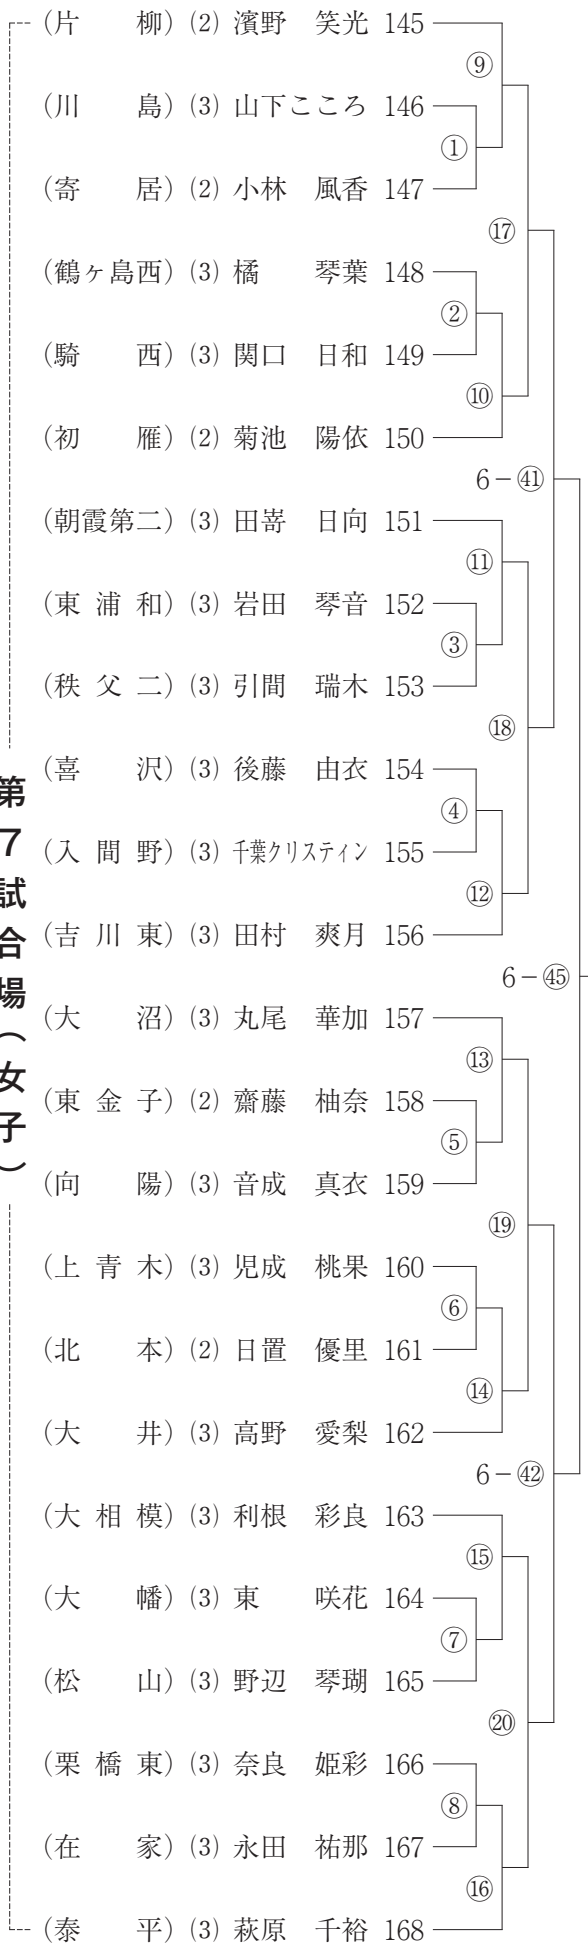 第7試合場（女子）
（片柳）(2) 濱野 笑光 145
⑨
（川島）(3) 山下こころ 146
①
（寄居）(2) 小林 風香 147
⑰
（鶴ヶ島西）(3) 橘 琴葉 148
②
（騎西）(3) 関口 日和 149
⑩
（初雁）(2) 菊池 陽依 150
6－㊶
（朝霞第二）(3) 田嵜 日向 151
⑪
（東浦和）(3) 岩田 琴音 152
③
（秩父二）(3) 引間 瑞木 153
⑱
（喜沢）(3) 後藤 由衣 154
④
（入間野）(3) 千葉クリスティン 155
⑫
（吉川東）(3) 田村 爽月 156
6－㊺
（大沼）(3) 丸尾 華加 157
⑬
（東金子）(2) 齋藤 柚奈 158
⑤
（向陽）(3) 音成 真衣 159
⑲
（上青木）(3) 児成 桃果 160
⑥
（北本）(2) 日置 優里 161
⑭
（大井）(3) 高野 愛梨 162
6－㊷
（大相模）(3) 利根 彩良 163
⑮
（大幡）(3) 東 咲花 164
⑦
（松山）(3) 野辺 琴瑚 165
⑳
（栗橋東）(3) 奈良 姫彩 166
⑧
（在家）(3) 永田 祐那 167
⑯
（泰平）(3) 萩原 千裕 168